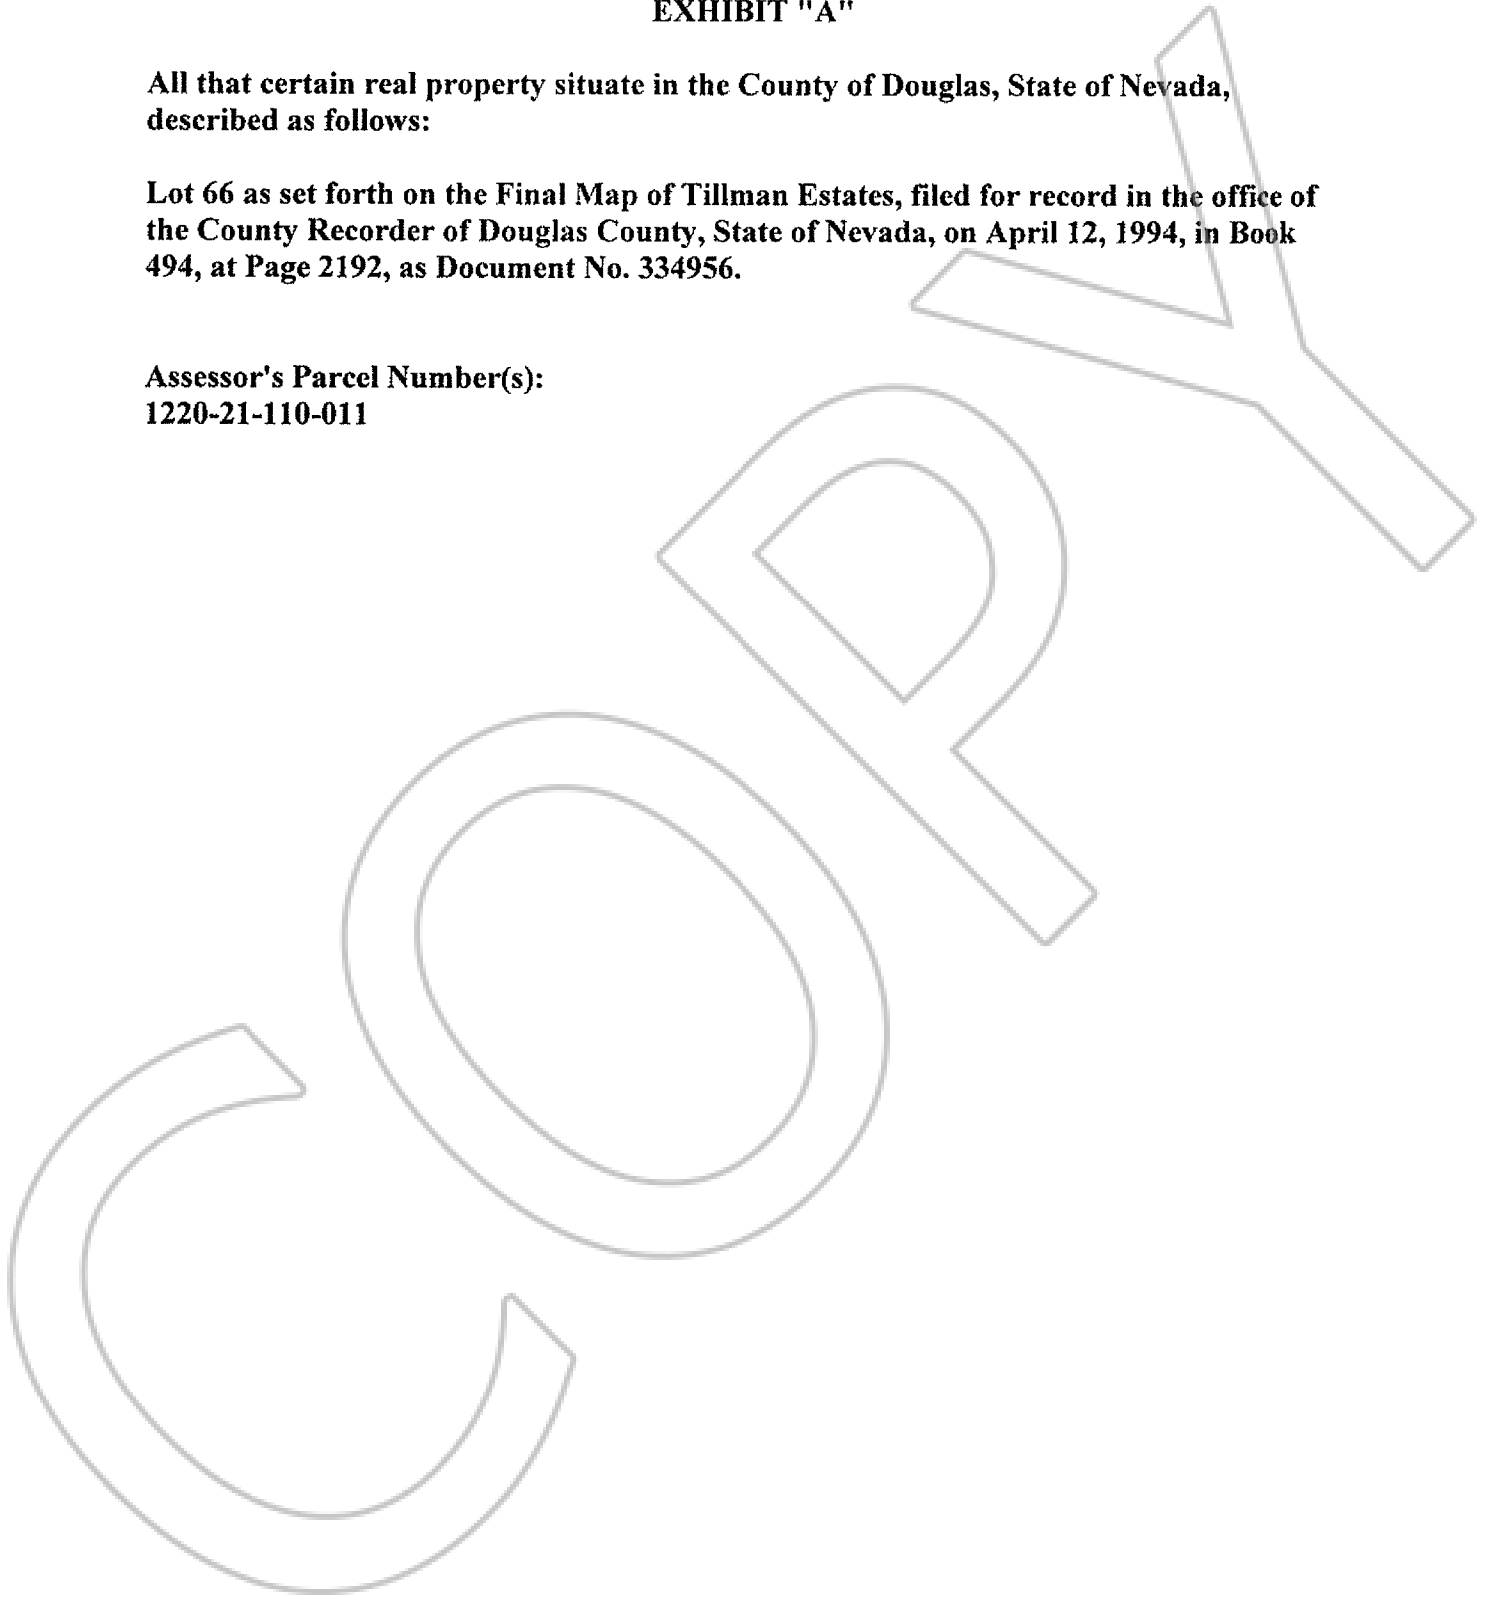 EXHIBIT "A"
All that certain real property situate in the County of Douglas, State of Nevada,
described as follows:
Lot 66 as set forth on the Final Map of Tillman Estates, filed for record in the office of
the County Recorder of Douglas County, State of Nevada, on April 12, 1994, in Book
494, at Page 2192, as Document No. 334956.
Assessor's Parcel Number(s):
1220-21-110-011
COPY